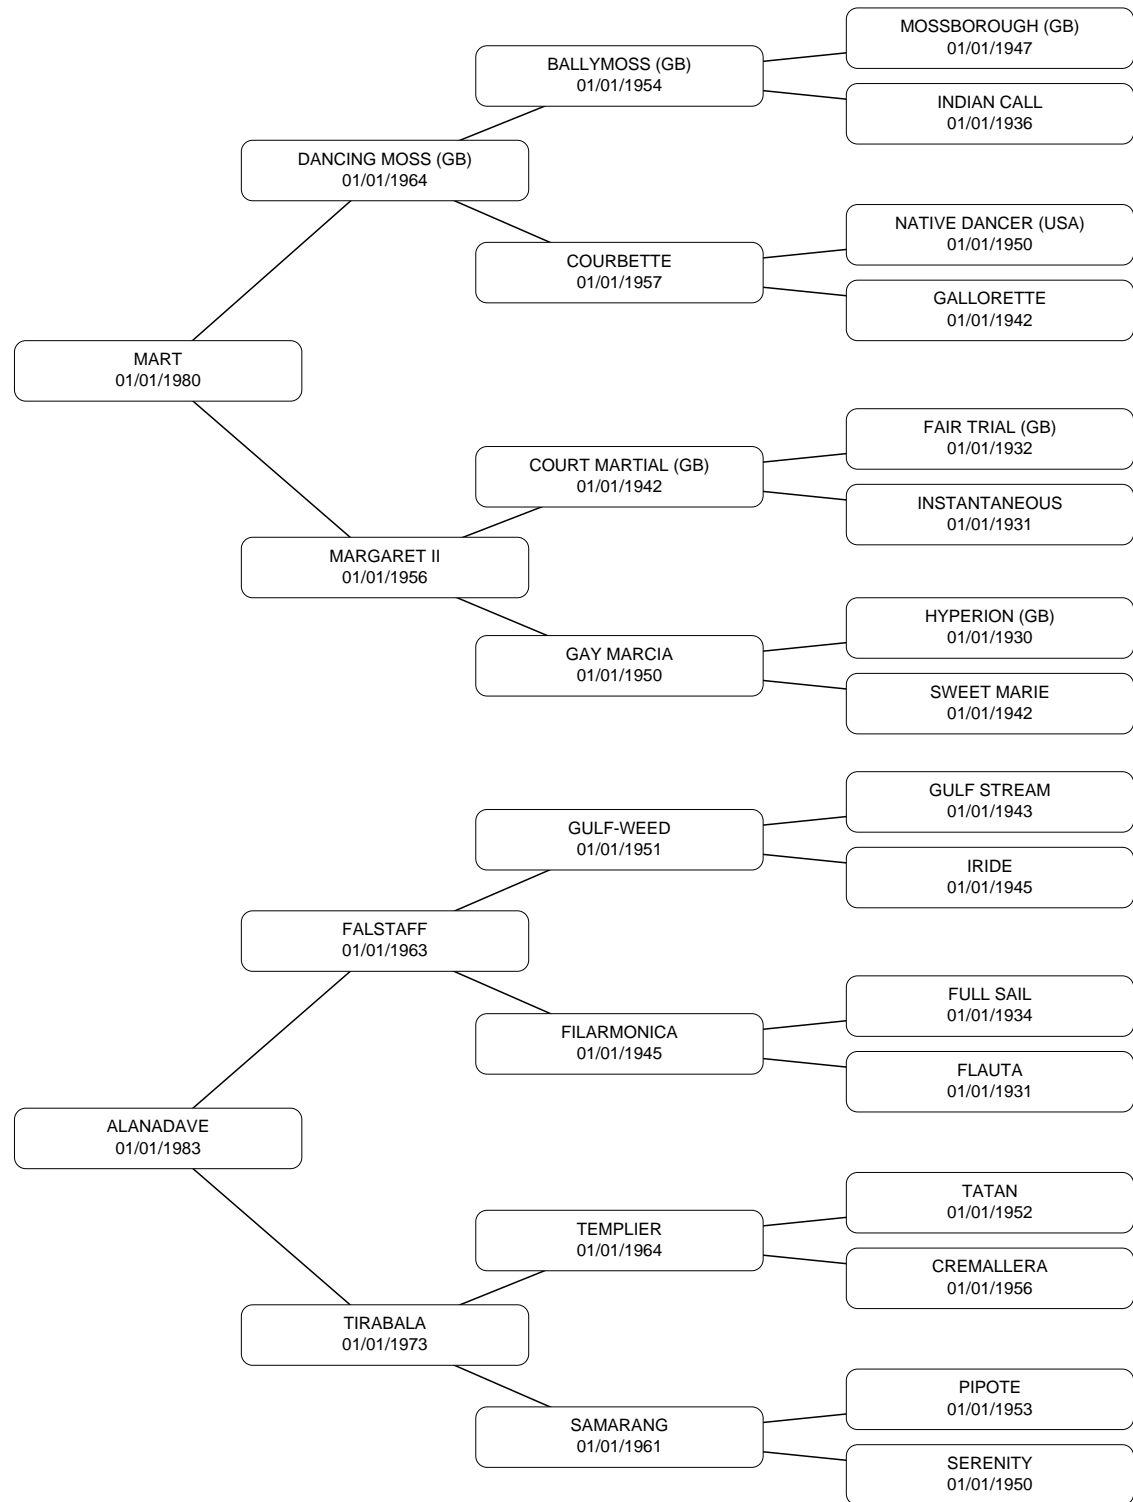 MOSSBOROUGH (GB)
01/01/1947
BALLYMOSS (GB)
01/01/1954
INDIAN CALL
01/01/1936
DANCING MOSS (GB)
01/01/1964
NATIVE DANCER (USA)
01/01/1950
COURBETTE
01/01/1957
GALLORETTE
01/01/1942
MART
01/01/1980
FAIR TRIAL (GB)
01/01/1932
COURT MARTIAL (GB)
01/01/1942
INSTANTANEOUS
01/01/1931
MARGARET II
01/01/1956
HYPERION (GB)
01/01/1930
GAY MARCIA
01/01/1950
SWEET MARIE
01/01/1942
GULF STREAM
01/01/1943
GULF-WEED
01/01/1951
IRIDE
01/01/1945
FALSTAFF
01/01/1963
FULL SAIL
01/01/1934
FILARMONICA
01/01/1945
FLAUTA
01/01/1931
ALANADAVE
01/01/1983
TATAN
01/01/1952
TEMPLIER
01/01/1964
CREMALLERA
01/01/1956
TIRABALA
01/01/1973
PIPOTE
01/01/1953
SAMARANG
01/01/1961
SERENITY
01/01/1950